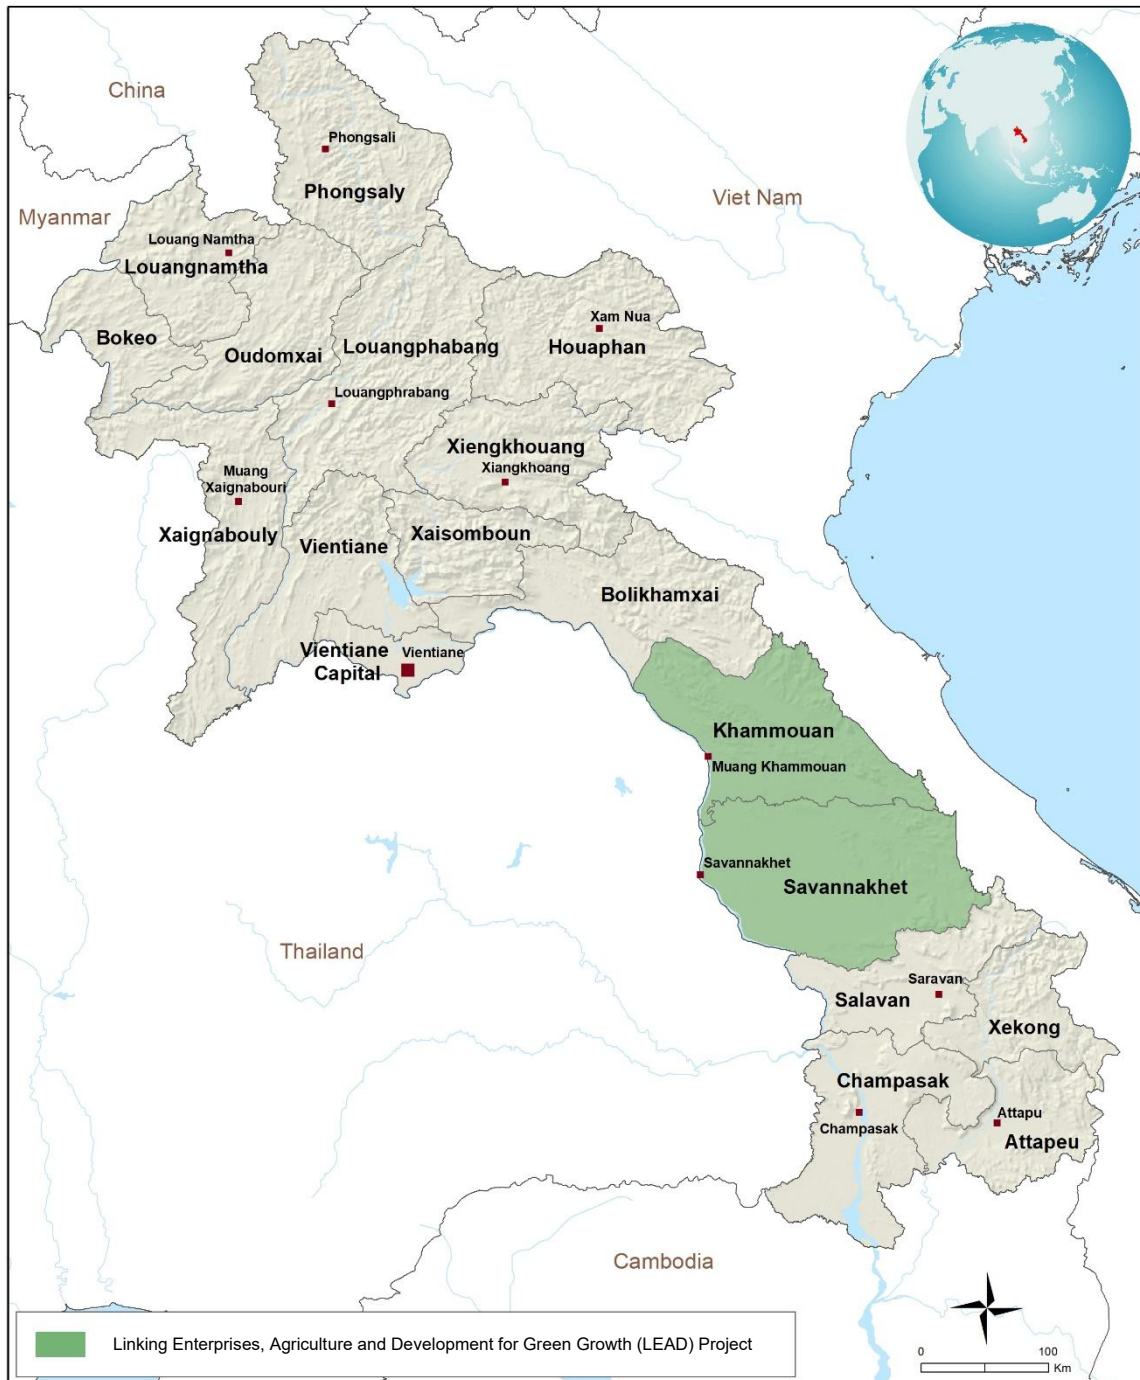 China
Phongsali
Phongsaly
Viet Nam
Myanmar
Louang Namtha
Louangnamtha
Xam Nua
Bokeo
Oudomxai
Louangphabang
Houaphan
Louangphrabang
Xiengkhouang
Xiangkhoang
Muang
Xaignabouri
Xaignabouly
Vientiane
Xaisomboun
Bolikhamxai
Vientiane
Capital
Vientiane
Khammouan
Muang Khammouan
Savannakhet
Savannakhet
Thailand
Saravan
Salavan
Xekong
Champasak
Champasak
Attapu
Attapeu
Cambodia
Linking Enterprises, Agriculture and Development for Green Growth (LEAD) Project
0 100
Km